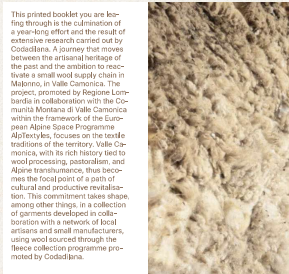 This printed booklet you are lea-
fing through is the culmination of
a year-long effort and the result of
extensive research carried out by
Codadilana. A journey that moves
between the artisanal heritage of
the past and the ambition to reac-
tivate a small wool supply chain in
Malonno, in Valle Camonica. The
project, promoted by Regione Lom-
bardia in collaboration with the Co-
munità Montana di Valle Camonica
within the framework of the Euro-
pean Alpine Space Programme
AlpTextyles, focuses on the textile
traditions of the territory. Valle Ca-
monica, with its rich history tied to
wool processing, pastoralism, and
Alpine transhumance, thus beco-
mes the focal point of a path of
cultural and productive revitalisa-
tion. This commitment takes shape,
among other things, in a collection
of garments developed in colla-
boration with a network of local
artisans and small manufacturers,
using wool sourced through the
fleece collection programme pro-
moted by Codadilana.